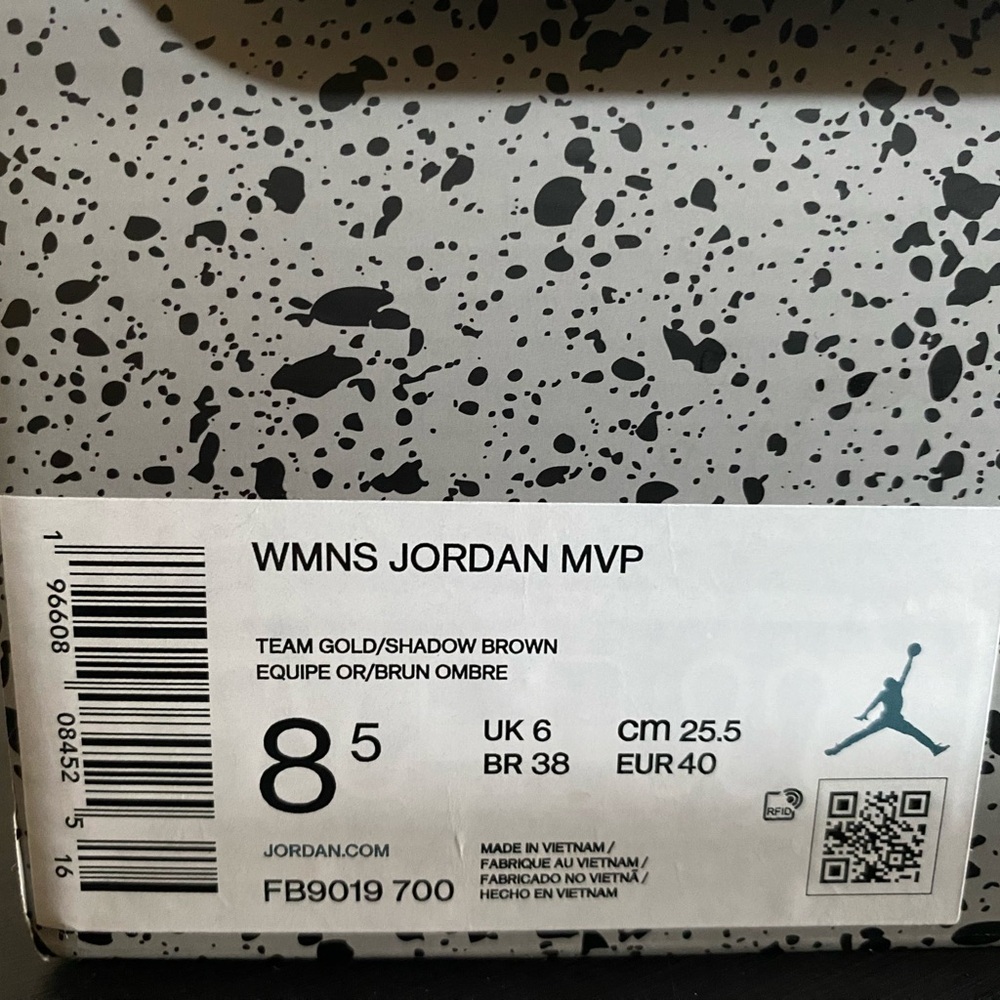 WMNS JORDAN MVP
TEAM GOLD/SHADOW BROWN
EQUIPE OR/BRUN OMBRE
8 5
UK 6 cm 25.5
BR 38 EUR 40
RFID
JORDAN.COM
FB9019 700
MADE IN VIETNAM /
FABRIQUE AU VIETNAM /
FABRICADO NO VIETNÃ /
HECHO EN VIETNAM
1 96608 08452 5 16